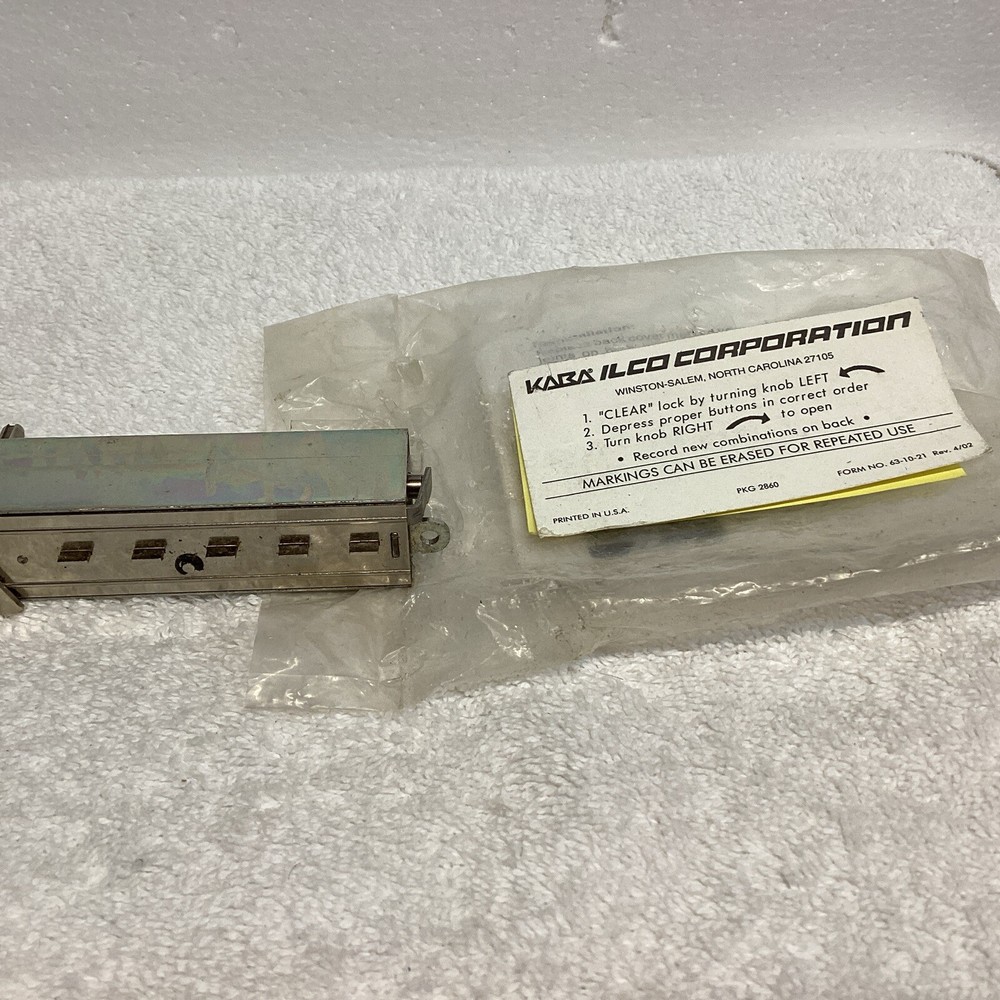 KABA ILCO CORPORATION
WINSTON-SALEM, NORTH CAROLINA 27105
1. "CLEAR" lock by turning knob LEFT
2. Depress proper buttons in correct order
3. Turn knob RIGHT to open
• Record new combinations on back •
MARKINGS CAN BE ERASED FOR REPEATED USE
FORM NO. 63-10-21 Rev. 4/02
PKG 2860
PRINTED IN U.S.A.